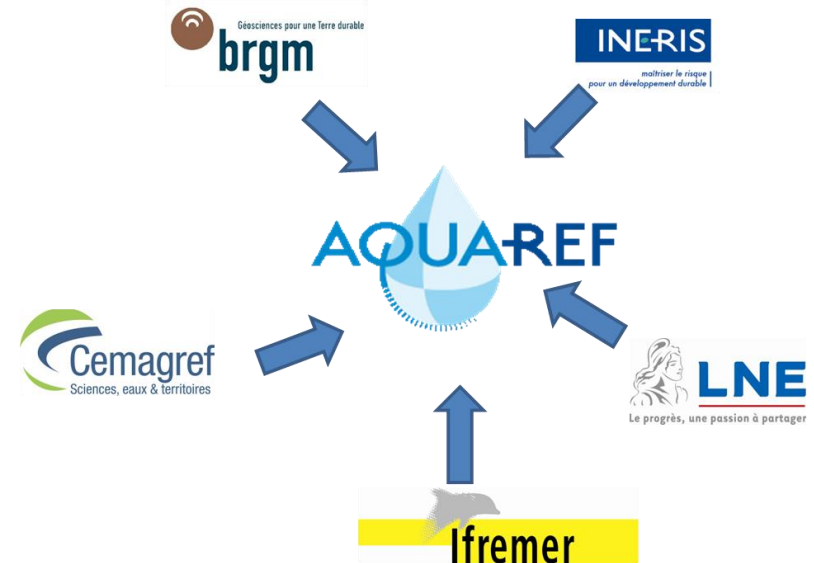 Géosciences pour une Terre durable
brgm
INERIS
maîtriser le risque
pour un développement durable
AQUAREF
Cemagref
Sciences, eaux & territoires
LNE
Le progrès, une passion à partager
Ifremer